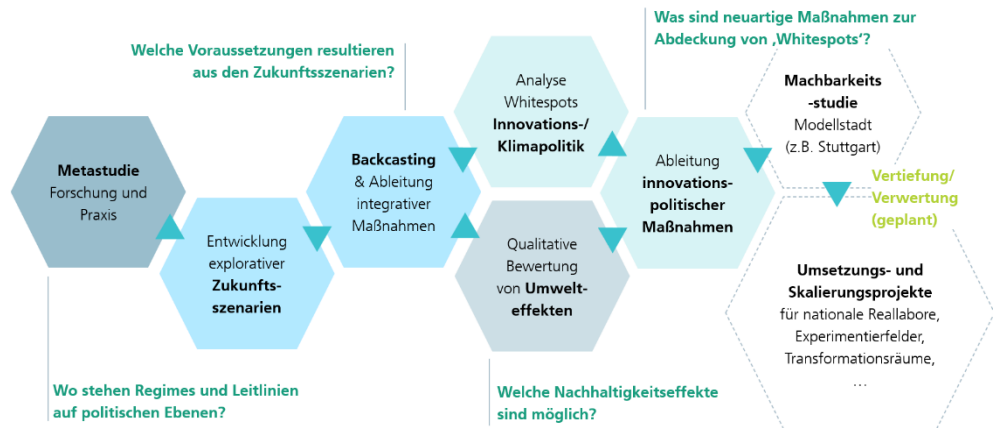 Welche Voraussetzungen resultieren
aus den Zukunftsszenarien?
Was sind neuartige Maßnahmen zur
Abdeckung von ‚Whitespots‘?
Metastudie
Forschung und
Praxis
Entwicklung
explorativer
Zukunfts-
szenarien
Backcasting
& Ableitung
integrativer
Maßnahmen
Analyse
Whitespots
Innovations-/
Klimapolitik
Qualitative
Bewertung
von Umwelt-
effekten
Ableitung
innovations-
politischer
Maßnahmen
Machbarkeits
-studie
Modellstadt
(z.B. Stuttgart)
Vertiefung/
Verwertung
(geplant)
Umsetzungs- und
Skalierungsprojekte
für nationale Reallabore,
Experimentierfelder,
Transformationsräume,
…
Wo stehen Regimes und Leitlinien
auf politischen Ebenen?
Welche Nachhaltigkeitseffekte
sind möglich?